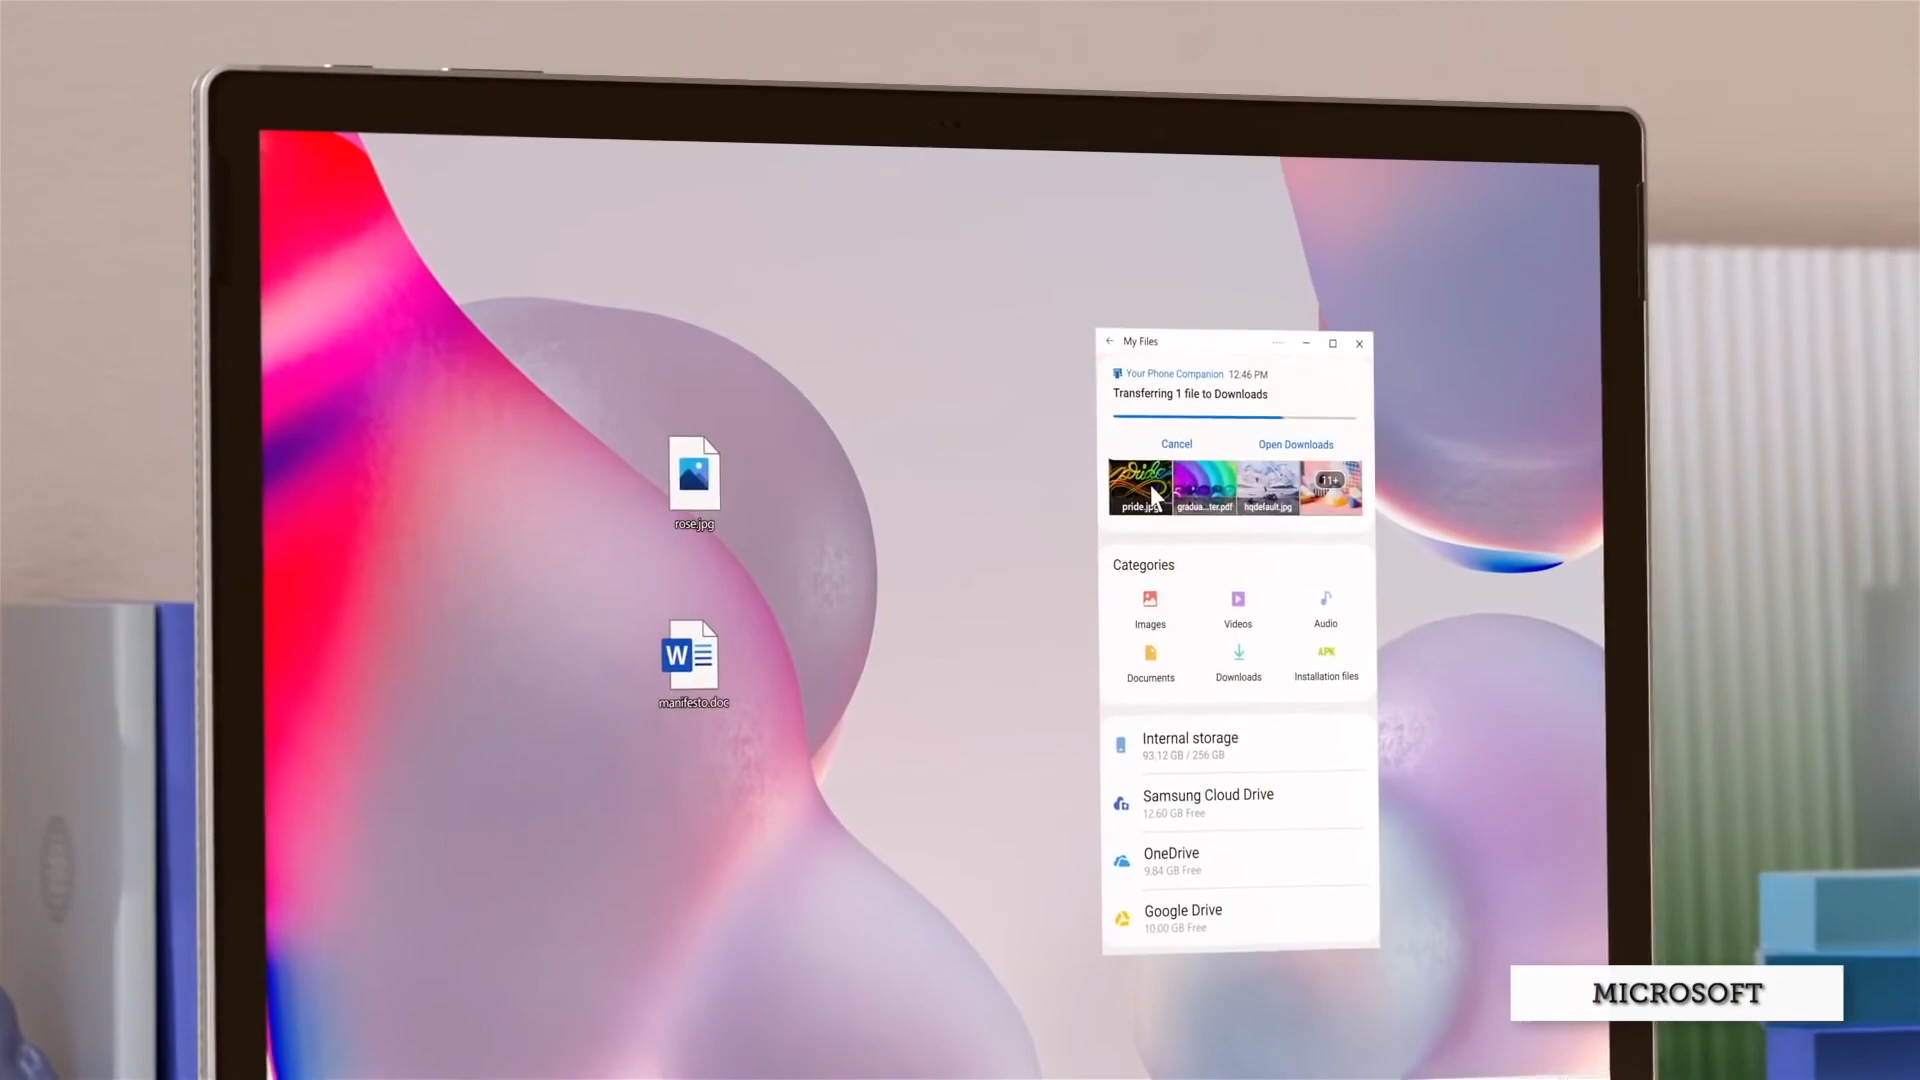 My Files
Your Phone Companion 12:46 PM
Transferring 1 file to Downloads
Cancel Open Downloads
11+
pride.jpg gradua...ter.pdf hqdefault.jpg
Categories
Images Videos Audio
APK
Documents Downloads Installation files
Internal storage
93.12 GB / 256 GB
Samsung Cloud Drive
12.60 GB Free
OneDrive
9.84 GB Free
Google Drive
10.00 GB Free
rose.jpg
W
manifesto.doc
MICROSOFT